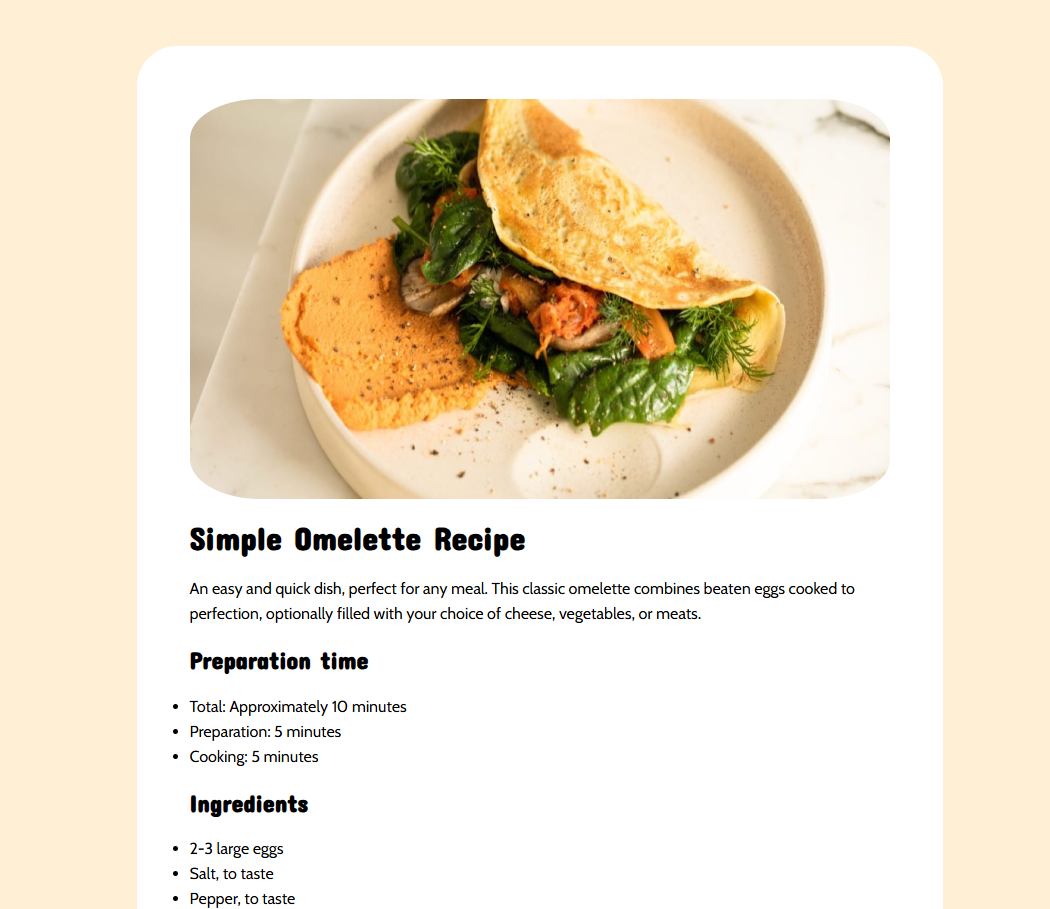 Simple Omelette Recipe
An easy and quick dish, perfect for any meal. This classic omelette combines beaten eggs cooked to
perfection, optionally filled with your choice of cheese, vegetables, or meats.
Preparation time
• Total: Approximately 10 minutes
• Preparation: 5 minutes
• Cooking: 5 minutes
Ingredients
• 2-3 large eggs
• Salt, to taste
• Pepper, to taste